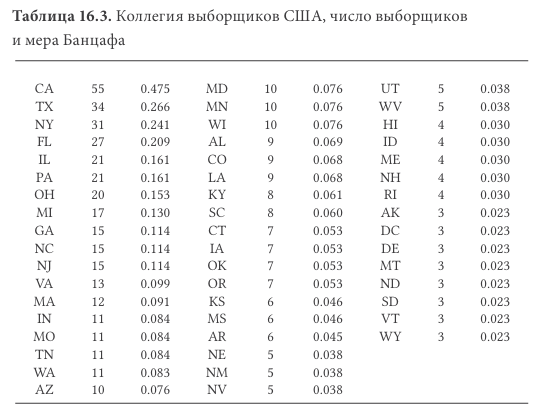 Таблица 16.3. Коллегия выборщиков США, число выборщиков
и мера Банцафа
CA 55 0.475 MD 10 0.076 UT 5 0.038
TX 34 0.266 MN 10 0.076 WV 5 0.038
NY 31 0.241 WI 10 0.076 HI 4 0.030
FL 27 0.209 AL 9 0.069 ID 4 0.030
IL 21 0.161 CO 9 0.068 ME 4 0.030
PA 21 0.161 LA 9 0.068 NH 4 0.030
OH 20 0.153 KY 8 0.061 RI 4 0.030
MI 17 0.130 SC 8 0.060 AK 3 0.023
GA 15 0.114 CT 7 0.053 DC 3 0.023
NC 15 0.114 IA 7 0.053 DE 3 0.023
NJ 15 0.114 OK 7 0.053 MT 3 0.023
VA 13 0.099 OR 7 0.053 ND 3 0.023
MA 12 0.091 KS 6 0.046 SD 3 0.023
IN 11 0.084 MS 6 0.046 VT 3 0.023
MO 11 0.084 AR 6 0.045 WY 3 0.023
TN 11 0.084 NE 5 0.038
WA 11 0.083 NM 5 0.038
AZ 10 0.076 NV 5 0.038